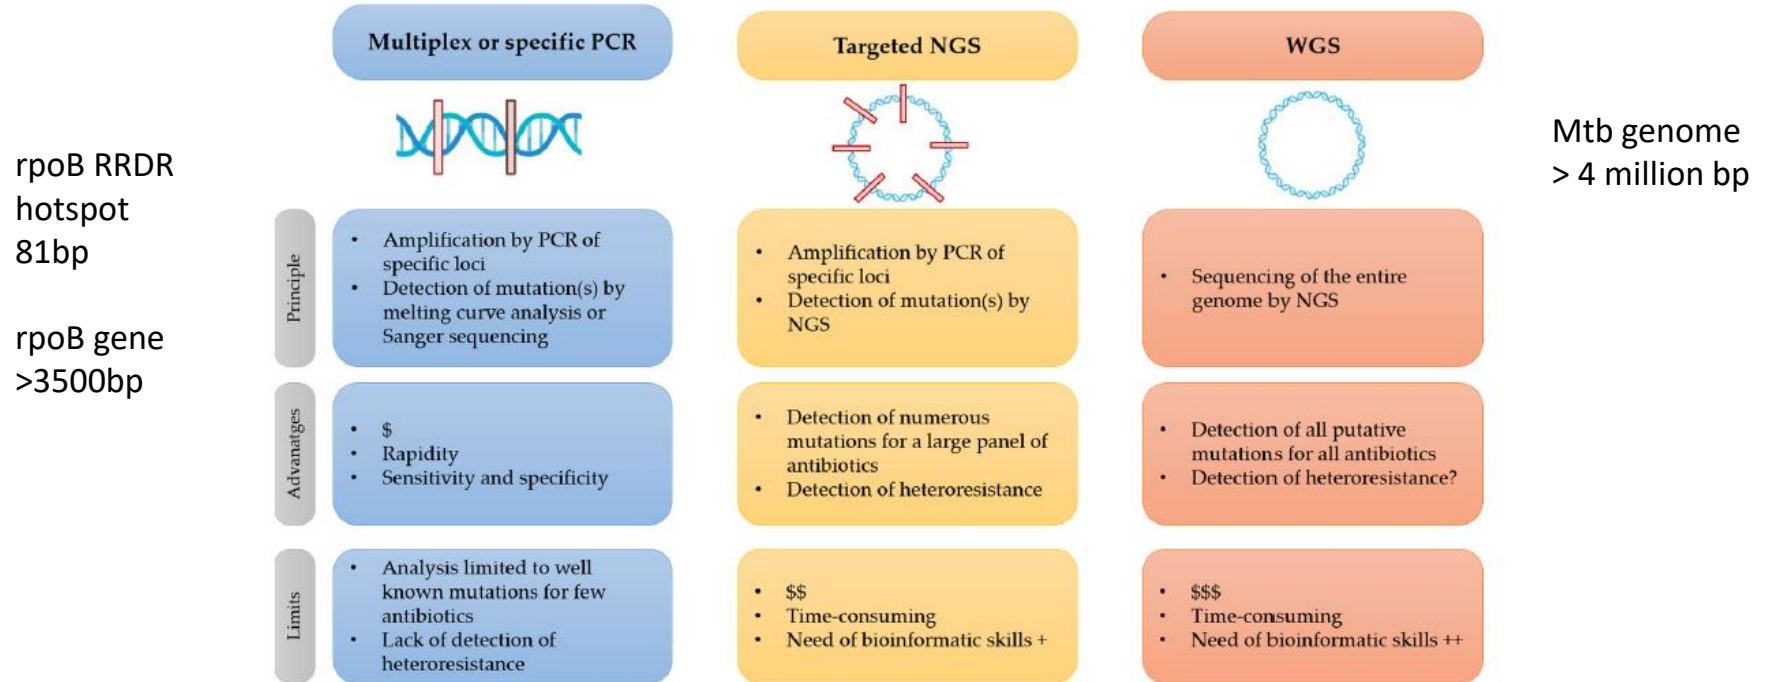 Multiplex or specific PCR
Targeted NGS
WGS
rpoB RRDR
hotspot
81bp
rpoB gene
>3500bp
Mtb genome
> 4 million bp
Principle
• Amplification by PCR of
specific loci
• Detection of mutation(s) by
melting curve analysis or
Sanger sequencing
• Amplification by PCR of
specific loci
• Detection of mutation(s) by
NGS
• Sequencing of the entire
genome by NGS
Advanatges
• $
• Rapidity
• Sensitivity and specificity
• Detection of numerous
mutations for a large panel of
antibiotics
• Detection of heteroresistance
• Detection of all putative
mutations for all antibiotics
• Detection of heteroresistance?
Limits
• Analysis limited to well
known mutations for few
antibiotics
• Lack of detection of
heteroresistance
• $$
• Time-consuming
• Need of bioinformatic skills +
• $$$
• Time-consuming
• Need of bioinformatic skills ++